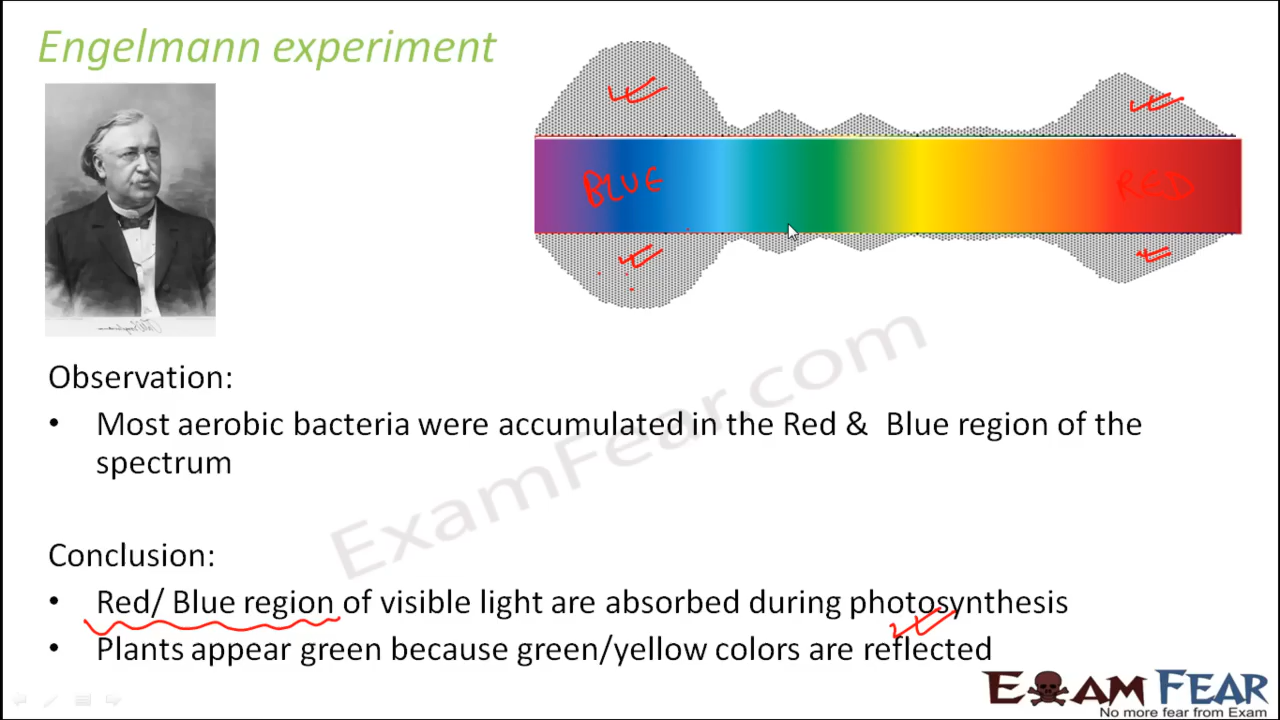 Engelmann experiment
BLUE
RED
Observation:
• Most aerobic bacteria were accumulated in the Red & Blue region of the
spectrum
ExamFear.com
Conclusion:
• Red/ Blue region of visible light are absorbed during photosynthesis
• Plants appear green because green/yellow colors are reflected
EXAM FEAR
No more fear from Exam